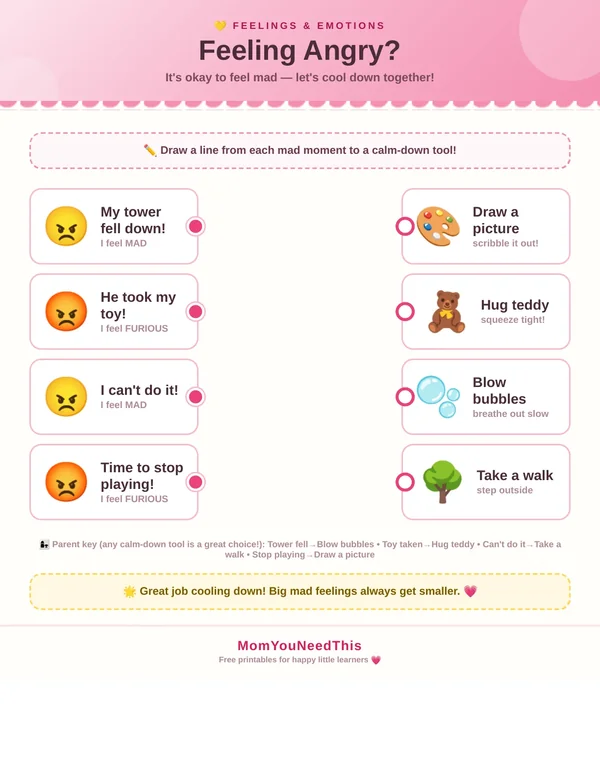 💛 FEELINGS & EMOTIONS
Feeling Angry?
It's okay to feel mad — let's cool down together!
✏️ Draw a line from each mad moment to a calm-down tool!
My tower
fell down!
I feel MAD
Draw a
picture
scribble it out!
He took my
toy!
I feel FURIOUS
Hug teddy
squeeze tight!
I can't do it!
I feel MAD
Blow
bubbles
breathe out slow
Time to stop
playing!
I feel FURIOUS
Take a walk
step outside
Parent key (any calm-down tool is a great choice!): Tower fell→Blow bubbles • Toy taken→Hug teddy • Can't do it→Take a
walk • Stop playing→Draw a picture
🌟 Great job cooling down! Big mad feelings always get smaller. 💗
MomYouNeedThis
Free printables for happy little learners 💗